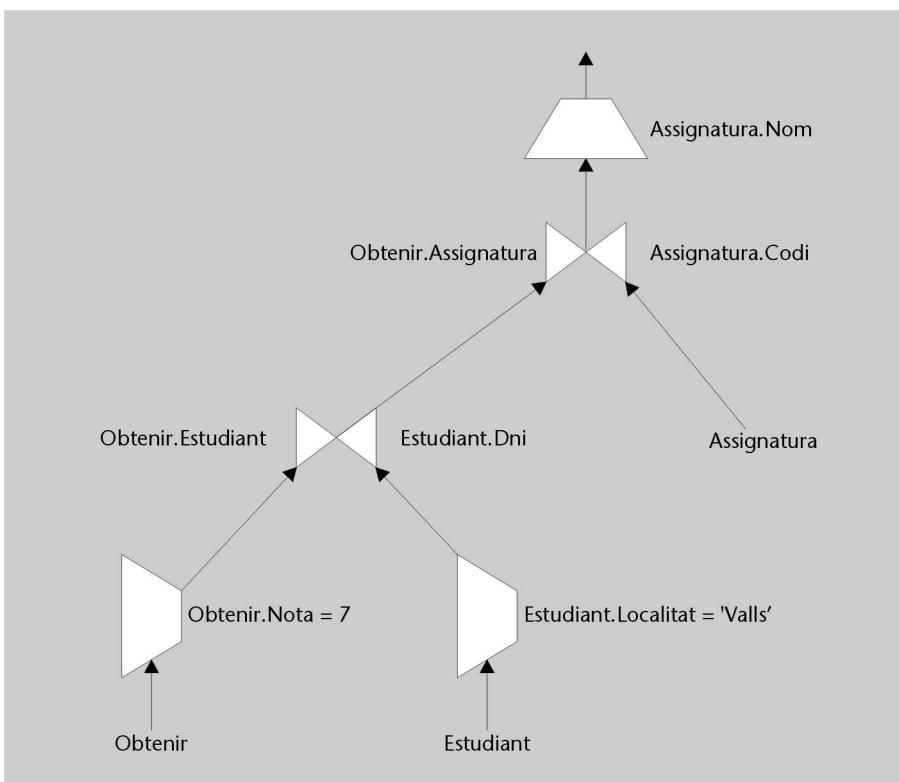 Assignatura.Nom
Obtenir.Assignatura
Assignatura.Codi
Obtenir.Estudiant
Estudiant.Dni
Assignatura
Obtenir.Nota = 7
Estudiant.Localitat = 'Valls’
Obtenir
Estudiant